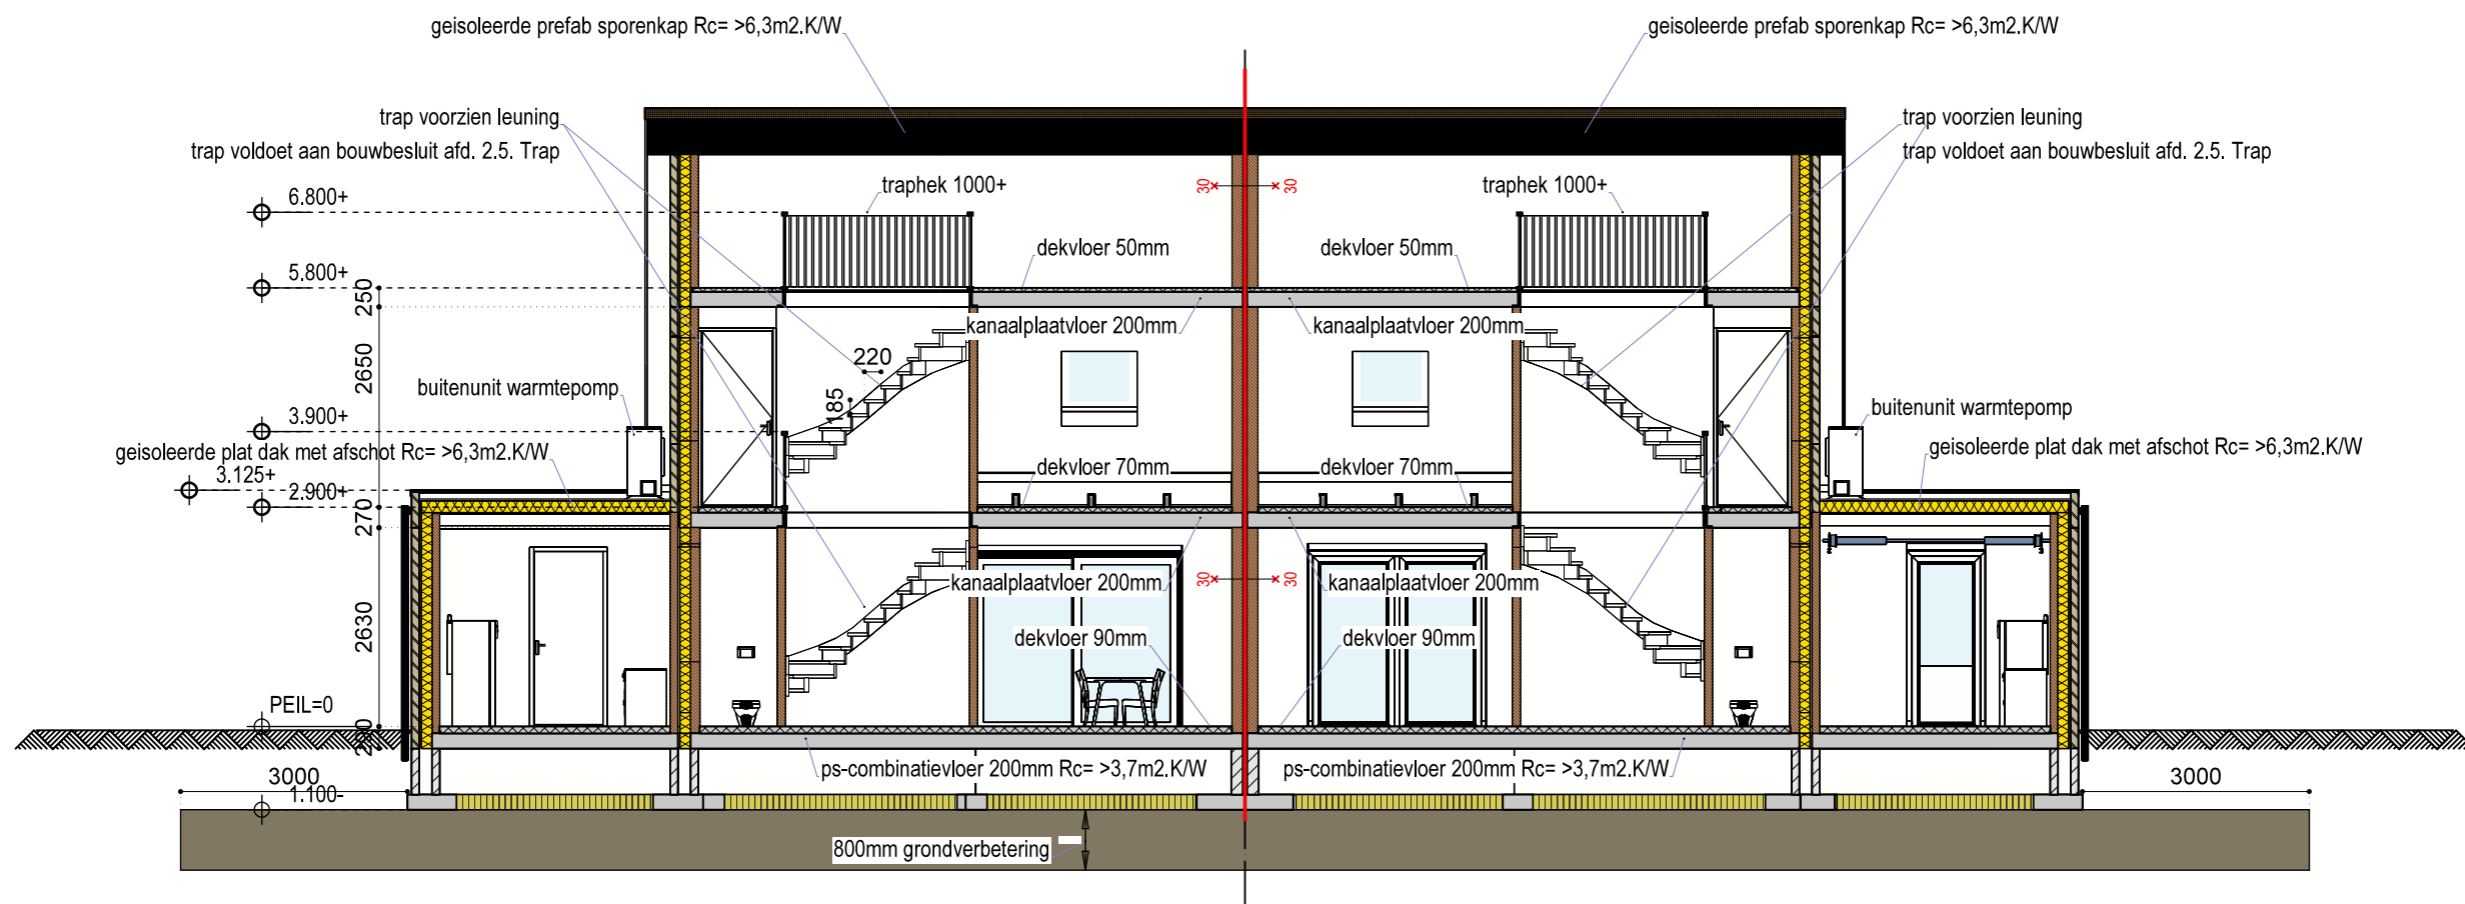 geisoleerde prefab sporenkap Rc= >6,3m2.K/W
geisoleerde prefab sporenkap Rc= >6,3m2.K/W
trap voorzien leuning
trap voldoet aan bouwbesluit afd. 2.5. Trap
trap voorzien leuning
trap voldoet aan bouwbesluit afd. 2.5. Trap
6.800+
traphek 1000+
30
30
traphek 1000+
5.800+
250
dekvloer 50mm
dekvloer 50mm
kanaalplaatvloer 200mm
kanaalplaatvloer 200mm
2650
220
185
buitenunit warmtepomp
buitenunit warmtepomp
3.900+
geisoleerde plat dak met afschot Rc= >6,3m2.K/W
geisoleerde plat dak met afschot Rc= >6,3m2.K/W
3.125+
2.900+
270
dekvloer 70mm
dekvloer 70mm
kanaalplaatvloer 200mm
30
30
kanaalplaatvloer 200mm
2630
dekvloer 90mm
dekvloer 90mm
PEIL=0
ps-combinatievloer 200mm Rc= >3,7m2.K/W
ps-combinatievloer 200mm Rc= >3,7m2.K/W
3000
3000
1.100-
800mm grondverbetering